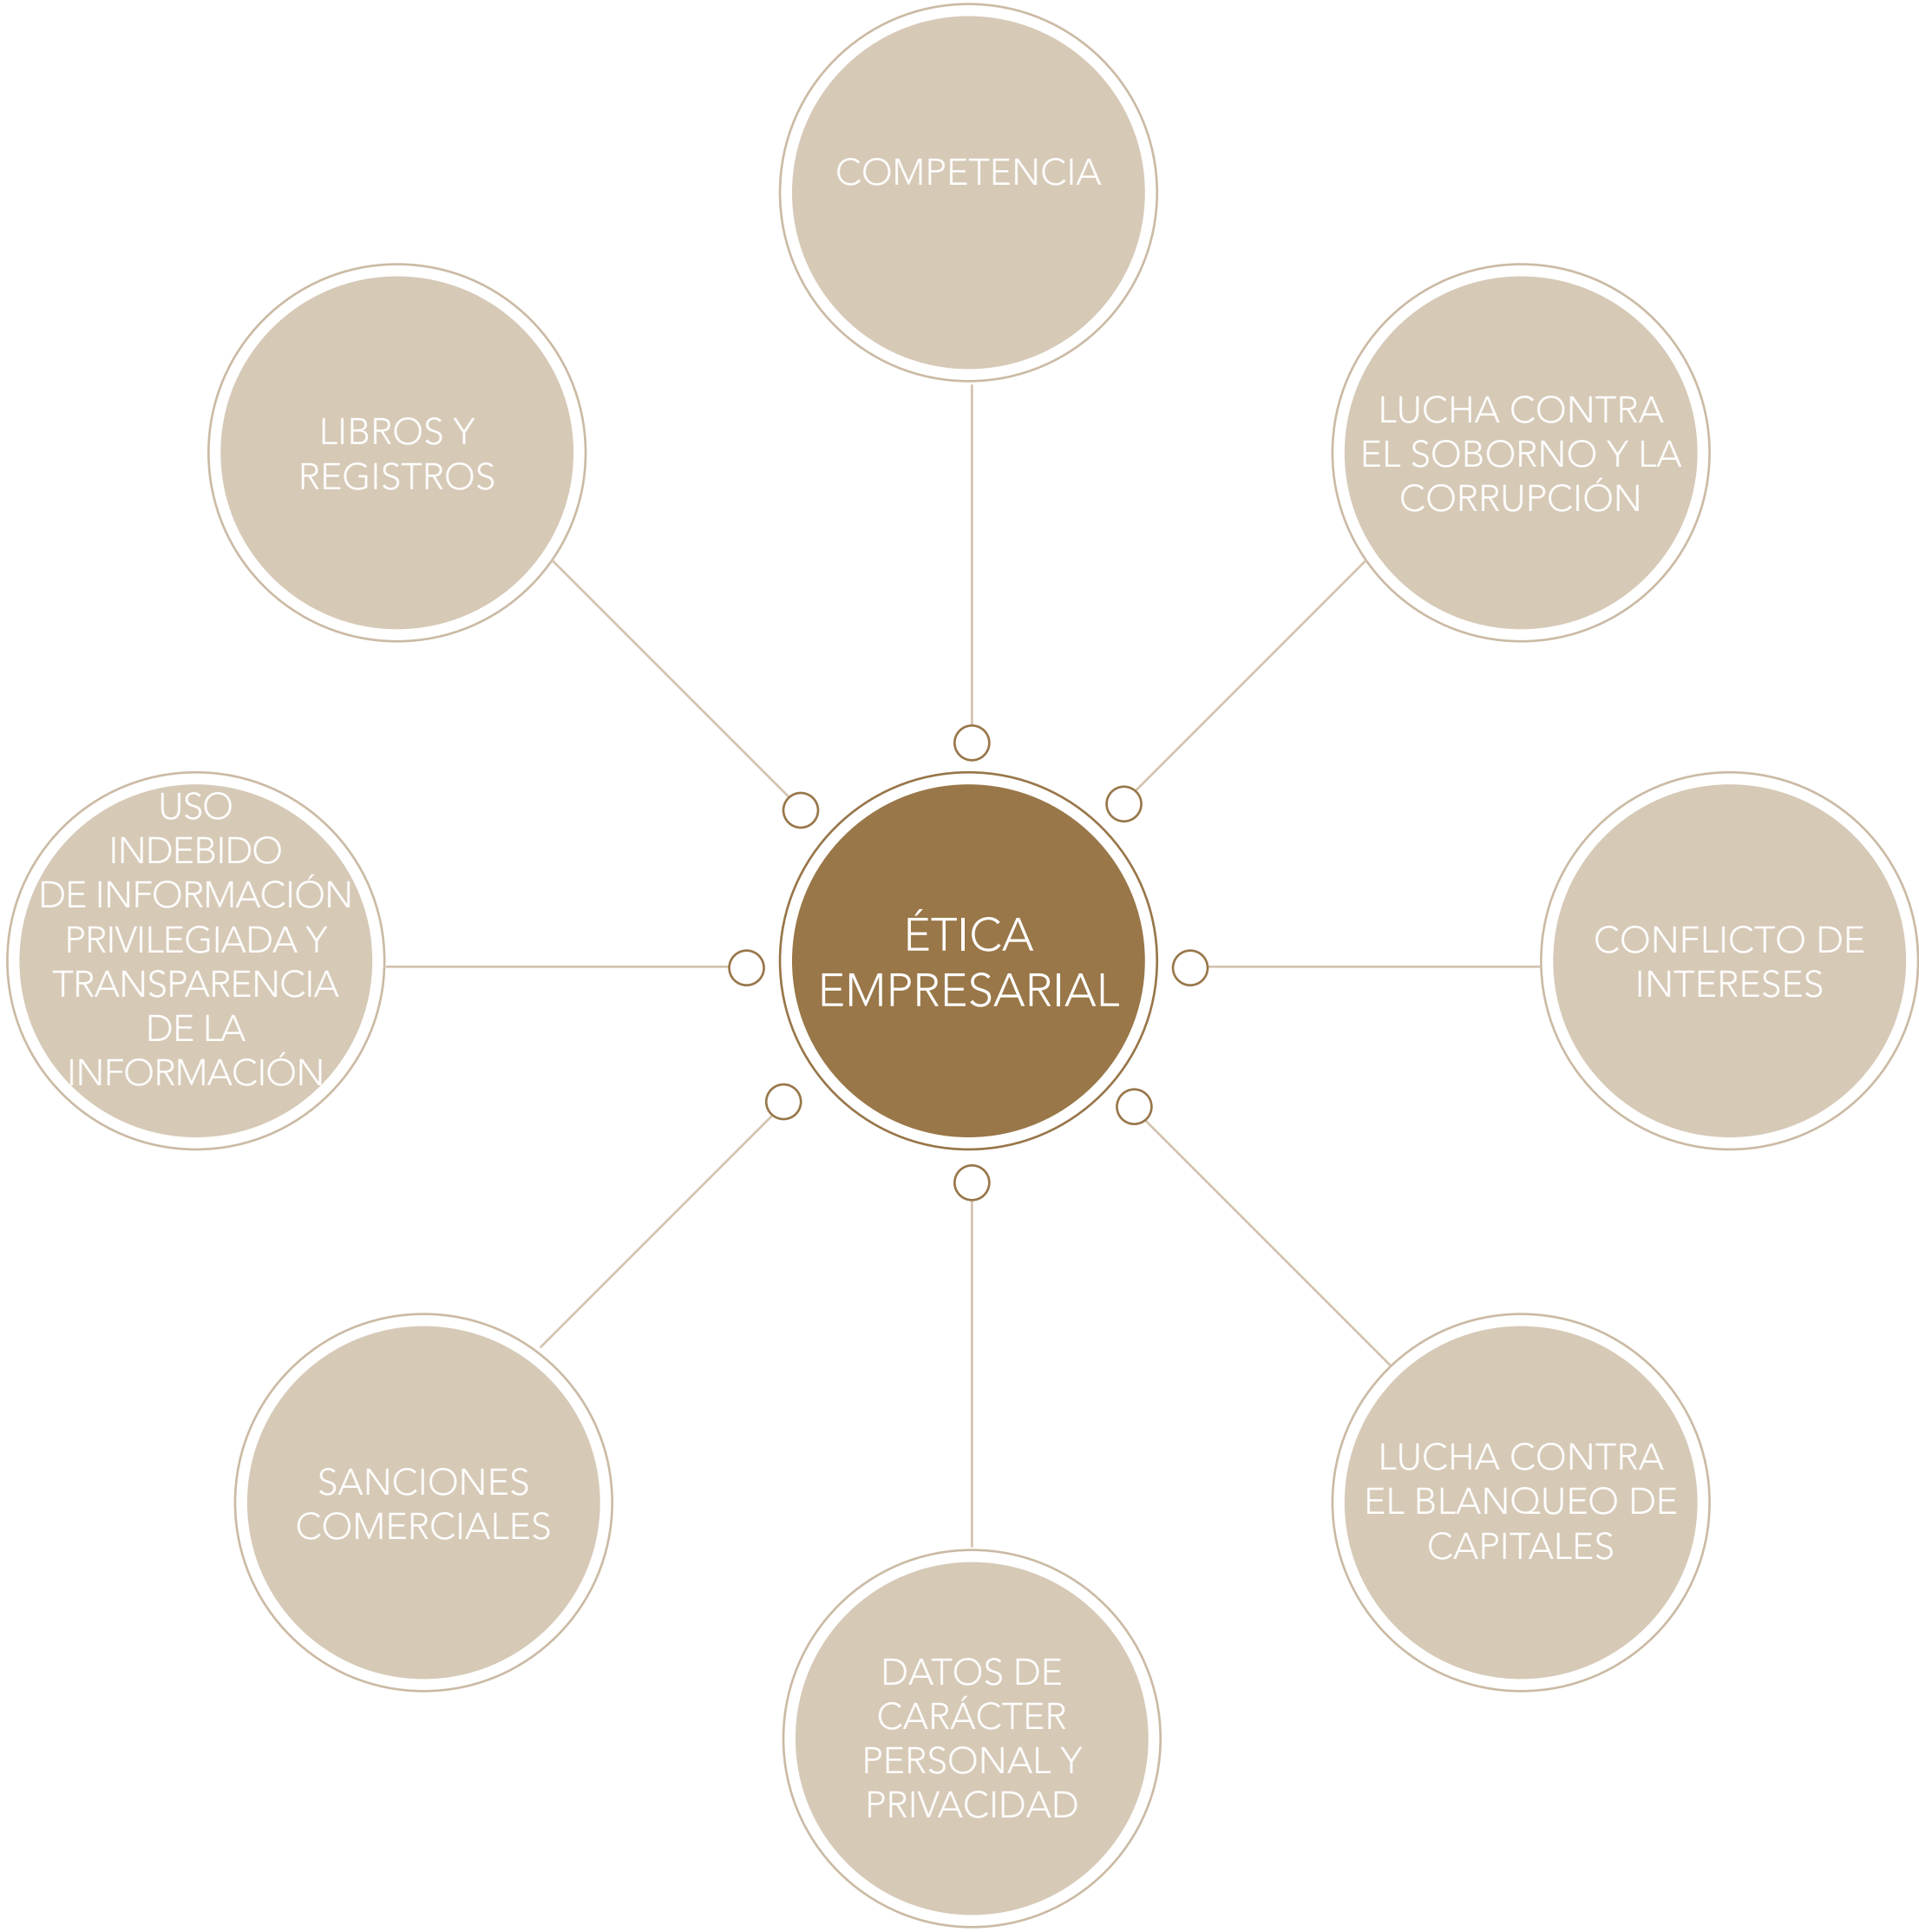 COMPETENCIA
LIBROS Y
REGISTROS
LUCHA CONTRA
EL SOBORNO Y LA
CORRUPCIÓN
USO
INDEBIDO
DE INFORMACIÓN
PRIVILEGIADA Y
TRANSPARENCIA
DE LA
INFORMACIÓN
ÉTICA
EMPRESARIAL
CONFLICTO DE
INTERESES
SANCIONES
COMERCIALES
LUCHA CONTRA
EL BLANQUEO DE
CAPITALES
DATOS DE
CARÁCTER
PERSONAL Y
PRIVACIDAD